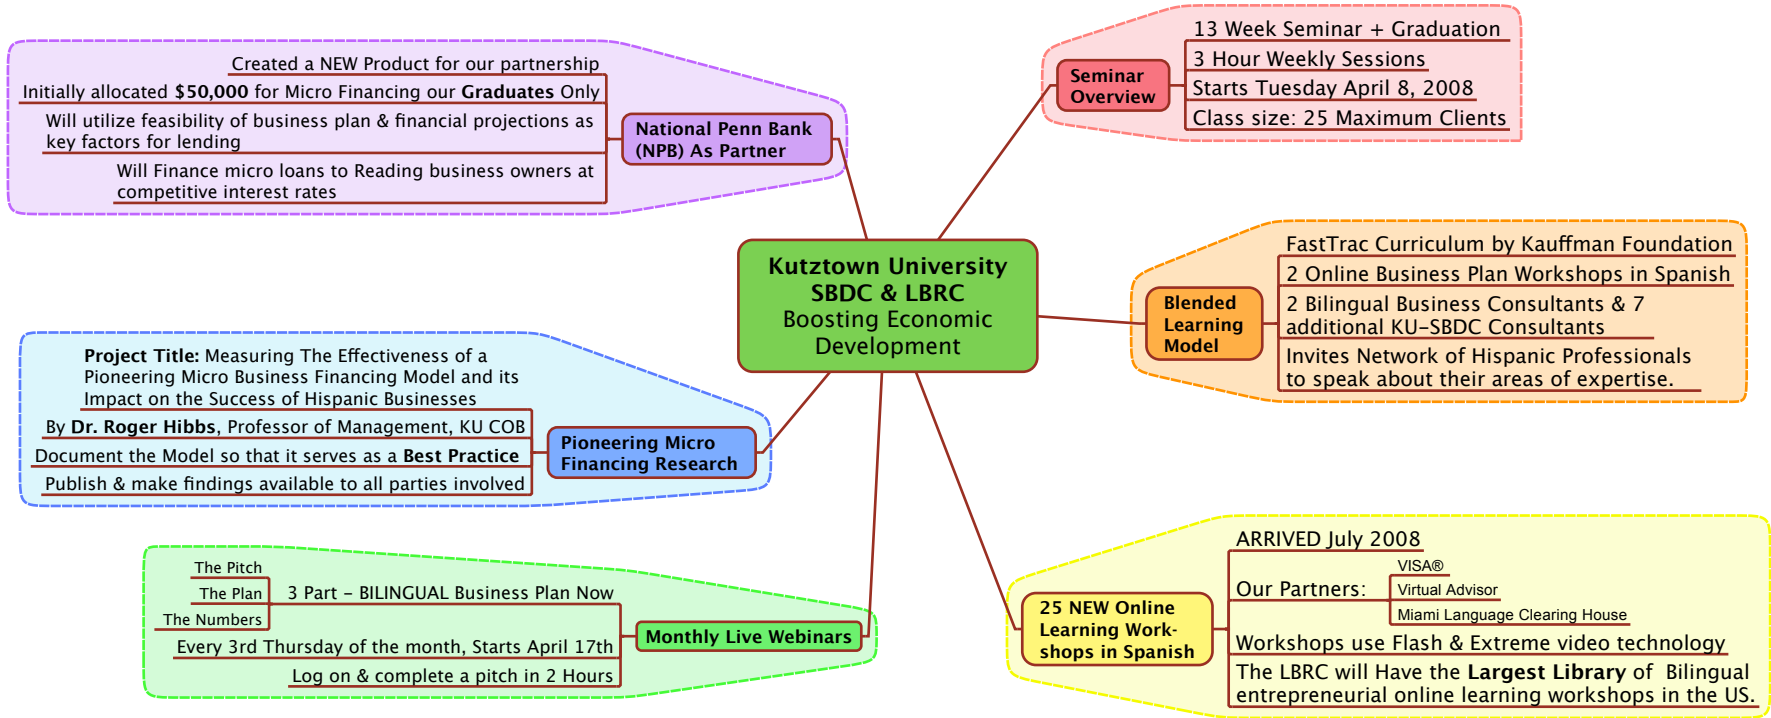 Kutztown University
SBDC & LBRC
Boosting Economic
Development
Seminar
Overview
13 Week Seminar + Graduation
3 Hour Weekly Sessions
Starts Tuesday April 8, 2008
Class size: 25 Maximum Clients
Blended
Learning
Model
FastTrac Curriculum by Kauffman Foundation
2 Online Business Plan Workshops in Spanish
2 Bilingual Business Consultants & 7
additional KU-SBDC Consultants
Invites Network of Hispanic Professionals
to speak about their areas of expertise.
25 NEW Online
Learning Work-
shops in Spanish
ARRIVED July 2008
Our Partners:
VISA®
Virtual Advisor
Miami Language Clearing House
Workshops use Flash & Extreme video technology
The LBRC will Have the Largest Library of Bilingual
entrepreneurial online learning workshops in the US.
Monthly Live Webinars
3 Part - BILINGUAL Business Plan Now
The Pitch
The Plan
The Numbers
Every 3rd Thursday of the month, Starts April 17th
Log on & complete a pitch in 2 Hours
Pioneering Micro
Financing Research
Project Title: Measuring The Effectiveness of a
Pioneering Micro Business Financing Model and its
Impact on the Success of Hispanic Businesses
By Dr. Roger Hibbs, Professor of Management, KU COB
Document the Model so that it serves as a Best Practice
Publish & make findings available to all parties involved
National Penn Bank
(NPB) As Partner
Created a NEW Product for our partnership
Initially allocated $50,000 for Micro Financing our Graduates Only
Will utilize feasibility of business plan & financial projections as
key factors for lending
Will Finance micro loans to Reading business owners at
competitive interest rates